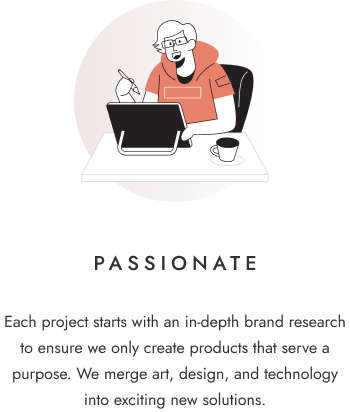 PASSIONATE
Each project starts with an in-depth brand research
to ensure we only create products that serve a
purpose. We merge art, design, and technology
into exciting new solutions.